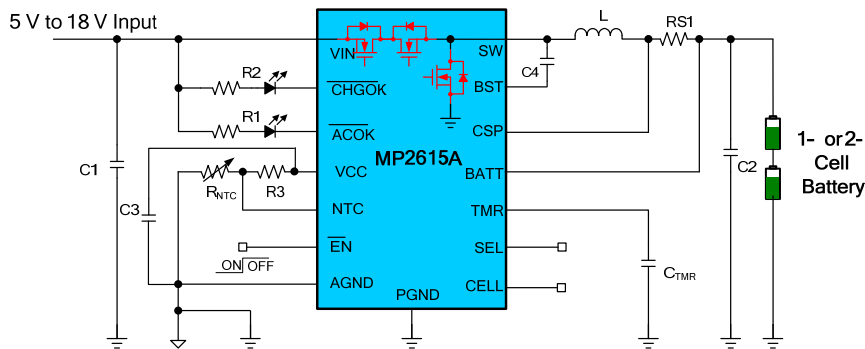 5 V to 18 V Input
L
RS1
VIN
SW
R2
C4
CHGOK
BST
R1
ACOK
CSP
MP2615A
1- or 2-
Cell
Battery
C1
C2
RNTC
R3
VCC
BATT
C3
NTC
TMR
EN
SEL
ON OFF
AGND
CELL
CTMR
PGND